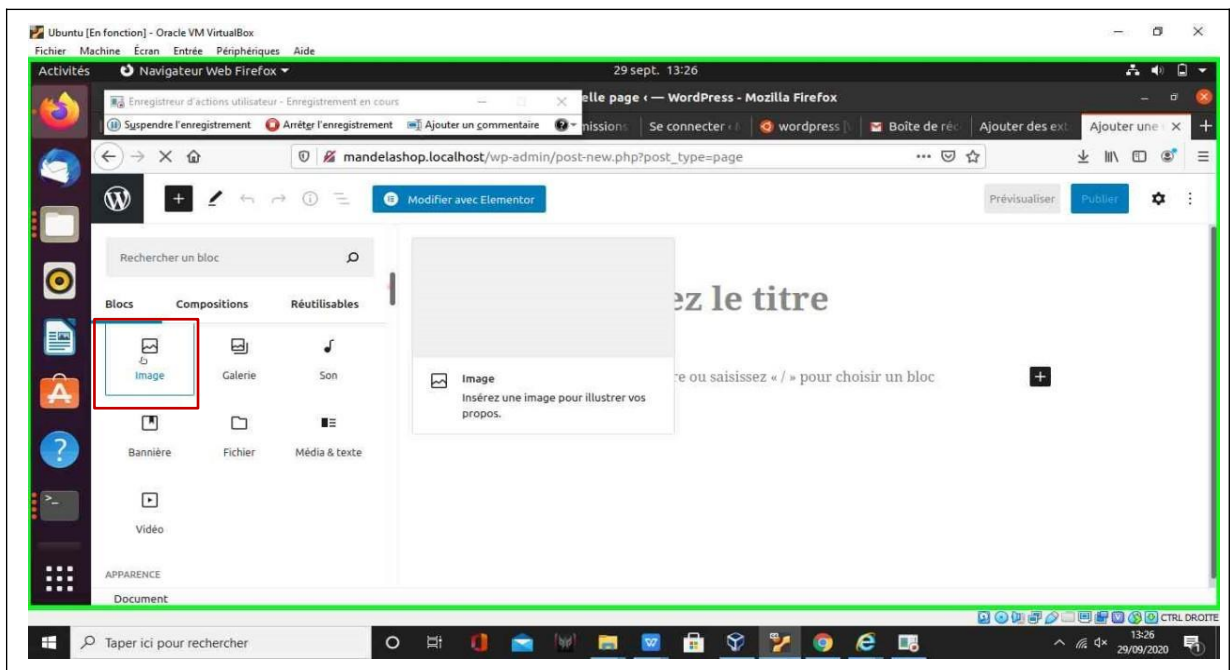 Ubuntu [En fonction] - Oracle VM VirtualBox
Fichier Machine Écran Entrée Périphériques Aide
Activités Navigateur Web Firefox 29 sept. 13:26
Enregistreur d'actions utilisateur - Enregistrement en cours elle page ‹ — WordPress - Mozilla Firefox
Suspendre l'enregistrement Arrêter l'enregistrement Ajouter un commentaire missions Se connecter ‹ wordpress Boîte de réc Ajouter des ext Ajouter une
mandelashop.localhost/wp-admin/post-new.php?post_type=page
Modifier avec Elementor Prévisualiser Publier
Rechercher un bloc
Blocs Compositions Réutilisables
ez le titre
Image Galerie Son
Image
Insérez une image pour illustrer vos
propos.
re ou saisissez « / » pour choisir un bloc
Bannière Fichier Média & texte
Vidéo
APPARENCE
Document
CTRL DROITE
Taper ici pour rechercher
13:26
29/09/2020